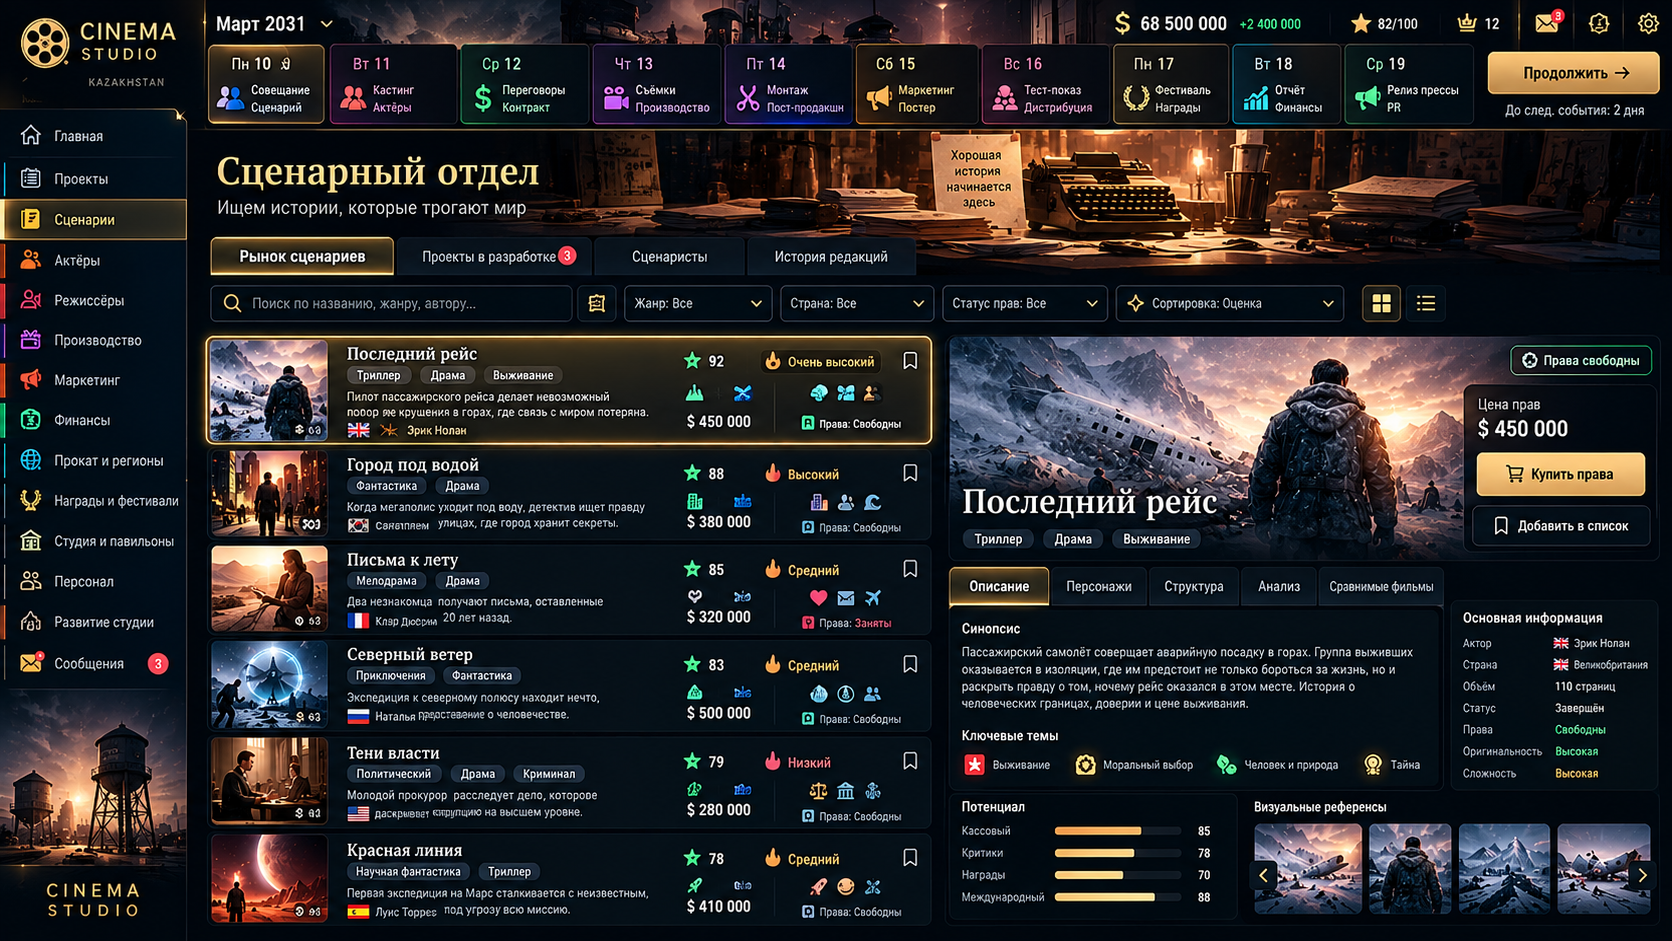 CINEMA
STUDIO
KAZAKHSTAN
Март 2031
$ 68 500 000 +2 400 000
82/100
12
3
Пн 10
Совещание
Сценарий
Вт 11
Кастинг
Актёры
Ср 12
Переговоры
Контракт
Чт 13
Съёмки
Производство
Пт 14
Монтаж
Пост-продакшн
Сб 15
Маркетинг
Постер
Вс 16
Тест-показ
Дистрибуция
Пн 17
Фестиваль
Награды
Вт 18
Отчёт
Финансы
Ср 19
Релиз прессы
PR
Продолжить →
До след. события: 2 дня
Главная
Проекты
Сценарии
Актёры
Режиссёры
Производство
Маркетинг
Финансы
Прокат и регионы
Награды и фестивали
Студия и павильоны
Персонал
Развитие студии
Сообщения 3
CINEMA
STUDIO
Сценарный отдел
Ищем истории, которые трогают мир
Хорошая
история
начинается
здесь
Рынок сценариев
Проекты в разработке 3
Сценаристы
История редакций
Поиск по названию, жанру, автору...
Жанр: Все
Страна: Все
Статус прав: Все
Сортировка: Оценка
Последний рейс
92 Очень высокий
Триллер Драма Выживание
Пилот пассажирского рейса делает невозможный
крушения в горах, где связь с миром потеряна.
Эрик Нолан
$ 450 000
Права: Свободны
Город под водой
88 Высокий
Фантастика Драма
Когда мегаполис уходит под воду, детектив ищет правду
улицах, где город хранит секреты.
$ 380 000
Права: Свободны
Письма к лету
85 Средний
Мелодрама Драма
Два незнакомца получают письма, оставленные
20 лет назад.
$ 320 000
Права: Заняты
Северный ветер
83 Средний
Приключения Фантастика
Экспедиция к северному полюсу находит нечто,
Наталья о человечестве.
$ 500 000
Права: Свободны
Тени власти
79 Низкий
Политический Драма Криминал
Молодой прокурор расследует дело, которое
на высшем уровне.
$ 280 000
Права: Свободны
Красная линия
78 Средний
Научная фантастика Триллер
Первая экспедиция на Марс сталкивается с неизвестным,
Луис Торрес под угрозу всю миссию.
$ 410 000
Права: Свободны
Права свободны
Цена прав
$ 450 000
Купить права
Добавить в список
Последний рейс
Триллер Драма Выживание
Описание
Персонажи
Структура
Анализ
Сравнимые фильмы
Синопсис
Пассажирский самолёт совершает аварийную посадку в горах. Группа выживших
оказывается в изоляции, где им предстоит не только бороться за жизнь, но и
раскрыть правду о том, ночему рейс оказался в этом месте. История о
человеческих границах, доверии и цене выживания.
Ключевые темы
Выживание
Моральный выбор
Человек и природа
Тайна
Основная информация
Актор Эрик Нолан
Страна Великобритания
Объём 110 страниц
Статус Завершён
Права Свободны
Оригинальность Высокая
Сложность Высокая
Потенциал
Кассовый 85
Критики 78
Награды 70
Международный 88
Визуальные референсы